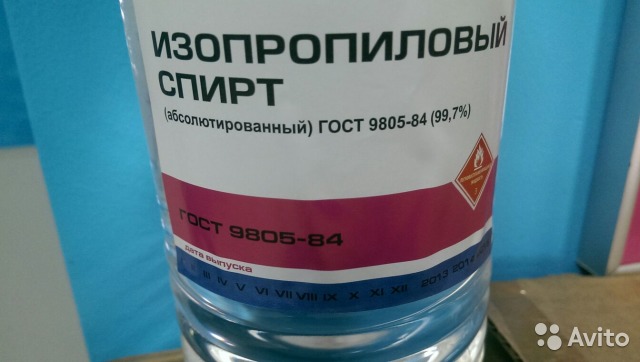 ИЗОПРОПИЛОВЫЙ
СПИРТ
(абсолютированный) ГОСТ 9805-84 (99,7%)
ГОСТ 9805-84
дата выпуска
III IV V VI VII VIII IX X XI XII 2013 2014
Avito